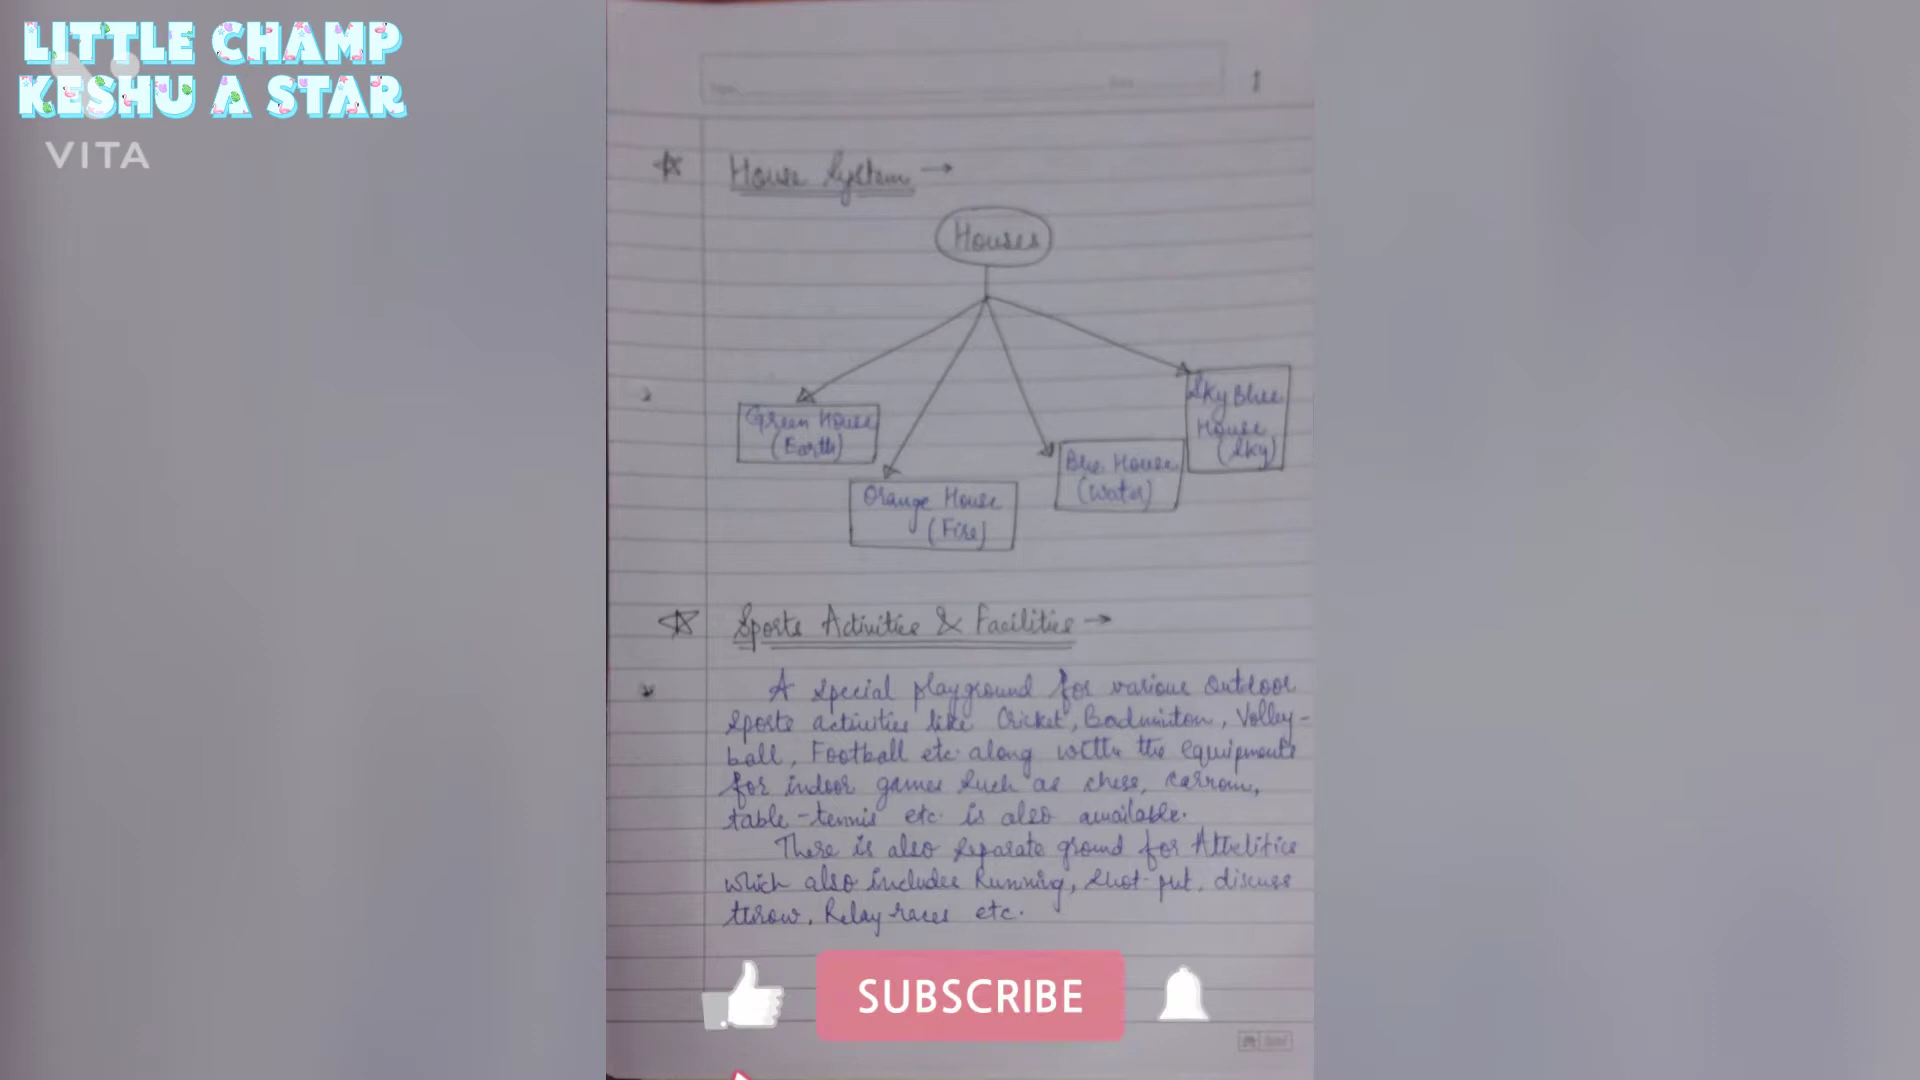 LITTLE CHAMP
KESHU A STAR
VITA
House System →
Houses
Green House
(Earth)
Orange House
(Fire)
Blue House
(Water)
Sky Blue
House
(Sky)
Sports Activities & Facilities →
A special playground for various outdoor
sports activities like Cricket, Badminton, Volley-
ball, Football etc. along with the equipments
for indoor games such as chess, carrom,
table-tennis etc. is also available.
There is also separate ground for
which also includes Running, shot-put, discuss
throw, Relay races etc.
SUBSCRIBE